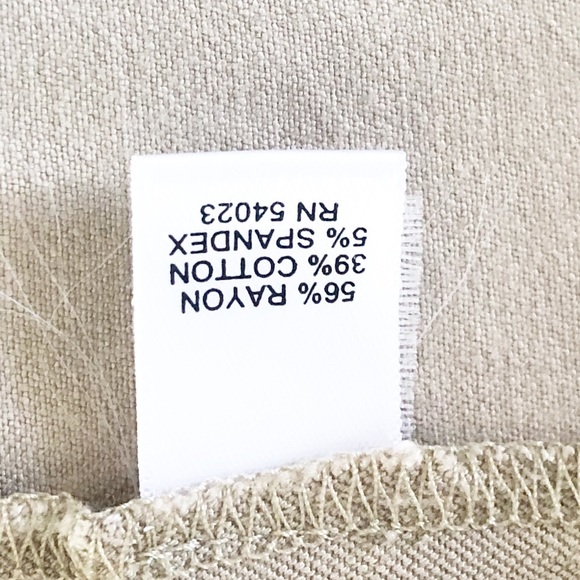 56% RAYON
39% COTTON
5% SPANDEX
RN 54023